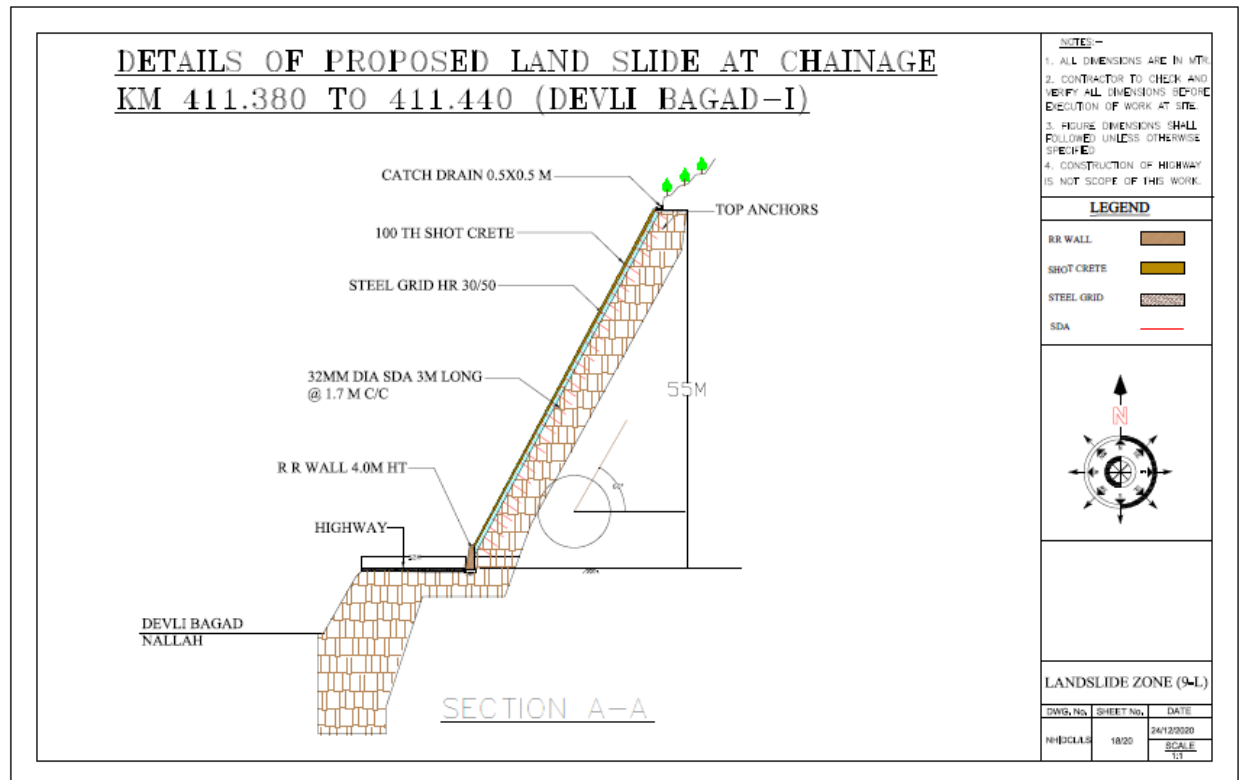 DETAILS OF PROPOSED LAND SLIDE AT CHAINAGE
KM 411.380 TO 411.440 (DEVLI BAGAD-I)
CATCH DRAIN 0.5X0.5 M
TOP ANCHORS
100 TH SHOT CRETE
STEEL GRID HR 30/50
32MM DIA SDA 3M LONG
@ 1.7 M C/C
55M
R R WALL 4.0M HT
HIGHWAY
DEVLI BAGAD
NALLAH
SECTION A-A
NOTES:-
1. ALL DIMENSIONS ARE IN MTR.
2. CONTRACTOR TO CHECK AND
VERIFY ALL DIMENSIONS BEFORE
EXECUTION OF WORK AT SITE.
3. FIGURE DIMENSIONS SHALL
FOLLOWED UNLESS OTHERWISE
SPECIFIED
4. CONSTRUCTION OF HIGHWAY
IS NOT SCOPE OF THIS WORK.
LEGEND
RR WALL
SHOT CRETE
STEEL GRID
SDA
N
LANDSLIDE ZONE (9-L)
DWG. No. SHEET No. DATE
NHIDCL/LS 18/20 24/12/2020
SCALE
1:1